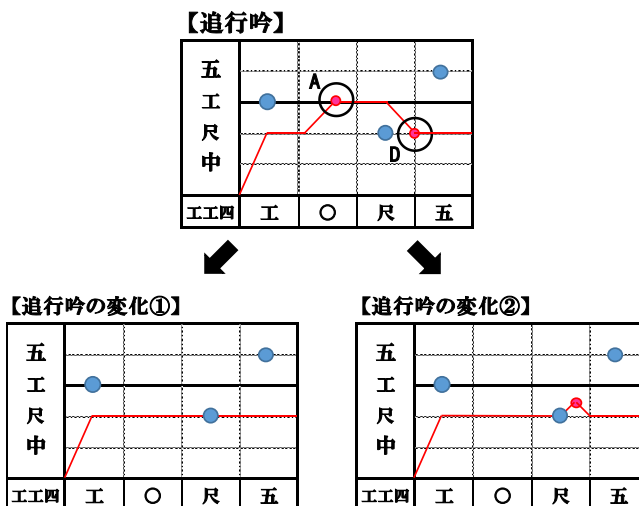 【追行吟】
五
工
尺
中
A
D
工工四 工 〇 尺 五
【追行吟の変化①】
五
工
尺
中
工工四 工 〇 尺 五
【追行吟の変化②】
五
工
尺
中
工工四 工 〇 尺 五